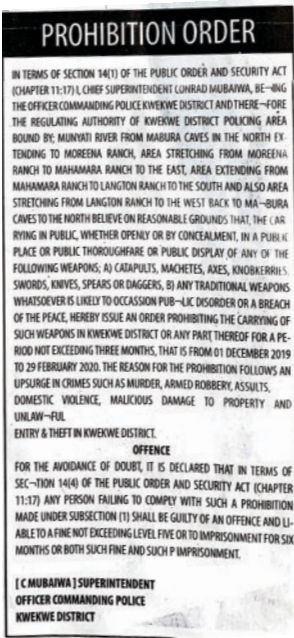 PROHIBITION ORDER
IN TERMS OF SECTION 14(1) OF THE PUBLIC ORDER AND SECURITY ACT
(CHAPTER 11:17) I, CHIEF SUPERINTENDENT CONRAD MUBAIWA, BE¬ING
THE OFFICER COMMANDING POLICE KWEKWE DISTRICT AND THERE¬FORE
THE REGULATING AUTHORITY OF KWEKWE DISTRICT POLICING AREA
BOUND BY; MUNYATI RIVER FROM MABURA CAVES IN THE NORTH EX-
TENDING TO MOREENA RANCH, AREA STRETCHING FROM MOREENA
RANCH TO MAHAMARA RANCH TO THE EAST, AREA EXTENDING FROM
MAHAMARA RANCH TO LANGTON RANCH TO THE SOUTH AND ALSO AREA
STRETCHING FROM LANGTON RANCH TO THE WEST BACK TO MA¬BURA
CAVES TO THE NORTH BELIEVE ON REASONABLE GROUNDS THAT, THE CAR
RYING IN PUBLIC, WHETHER OPENLY OR BY CONCEALMENT, IN A PUBLIC
PLACE OR PUBLIC THOROUGHFARE OR PUBLIC DISPLAY OF ANY OF THE
FOLLOWING WEAPONS; A) CATAPULTS, MACHETES, AXES, KNOBKERRIES,
SWORDS, KNIVES, SPEARS OR DAGGERS, B) ANY TRADITIONAL WEAPONS
WHATSOEVER IS LIKELY TO OCCASSION PUB¬LIC DISORDER OR A BREACH
OF THE PEACE, HEREBY ISSUE AN ORDER PROHIBITING THE CARRYING OF
SUCH WEAPONS IN KWEKWE DISTRICT OR ANY PART THEREOF FOR A PE-
RIOD NOT EXCEEDING THREE MONTHS, THAT IS FROM 01 DECEMBER 2019
TO 29 FEBRUARY 2020. THE REASON FOR THE PROHIBITION FOLLOWS AN
UPSURGE IN CRIMES SUCH AS MURDER, ARMED ROBBERY, ASSULTS,
DOMESTIC VIOLENCE, MALICIOUS DAMAGE TO PROPERTY AND
UNLAW¬FUL
ENTRY & THEFT IN KWEKWE DISTRICT.
OFFENCE
FOR THE AVOIDANCE OF DOUBT, IT IS DECLARED THAT IN TERMS OF
SEC¬TION 14(4) OF THE PUBLIC ORDER AND SECURITY ACT (CHAPTER
11:17) ANY PERSON FAILING TO COMPLY WITH SUCH A PROHIBITION
MADE UNDER SUBSECTION (1) SHALL BE GUILTY OF AN OFFENCE AND LI-
ABLE TO A FINE NOT EXCEEDING LEVEL FIVE OR TO IMPRISONMENT FOR SIX
MONTHS OR BOTH SUCH FINE AND SUCH P IMPRISONMENT.
[ C MUBAIWA ] SUPERINTENDENT
OFFICER COMMANDING POLICE
KWEKWE DISTRICT